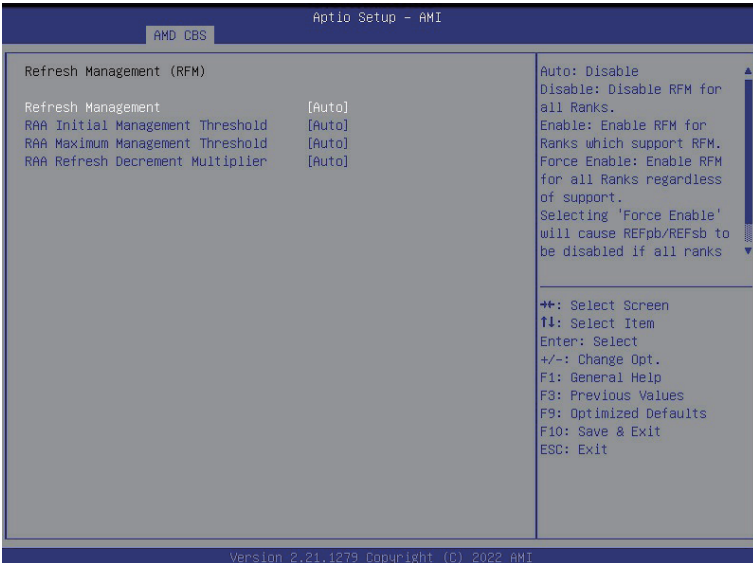 Aptio Setup – AMI
AMD CBS
Refresh Management (RFM)
Refresh Management [Auto]
RAA Initial Management Threshold [Auto]
RAA Maximum Management Threshold [Auto]
RAA Refresh Decrement Multiplier [Auto]
Auto: Disable
Disable: Disable RFM for
all Ranks.
Enable: Enable RFM for
Ranks which support RFM.
Force Enable: Enable RFM
for all Ranks regardless
of support.
Selecting 'Force Enable'
will cause REFpb/REFsb to
be disabled if all ranks
→←: Select Screen
↑↓: Select Item
Enter: Select
+/-: Change Opt.
F1: General Help
F3: Previous Values
F9: Optimized Defaults
F10: Save & Exit
ESC: Exit
Version 2.21.1279 Copyright (C) 2022 AMI